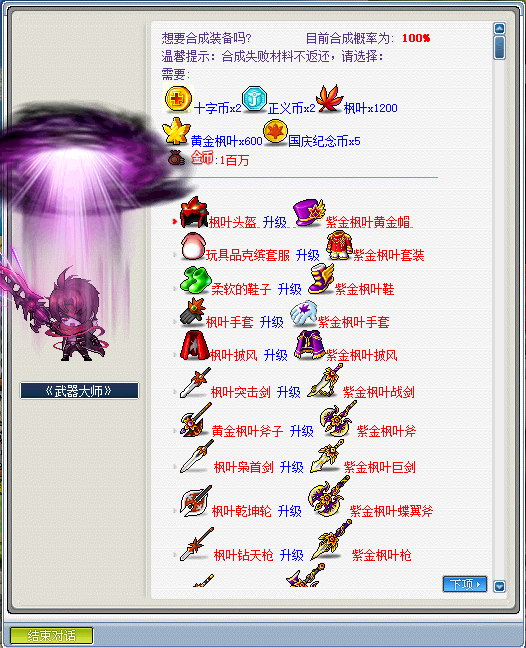 想要合成装备吗? 目前合成概率为: 100%
温馨提示: 合成失败材料不返还, 请选择:
需要:
十字币x2 正义币x2 枫叶x1200
黄金枫叶x600 国庆纪念币x5
金币:1百万
枫叶头盔 升级 紫金枫叶黄金帽
玩具品克缤套服 升级 紫金枫叶套装
柔软的鞋子 升级 紫金枫叶鞋
枫叶手套 升级 紫金枫叶手套
枫叶披风 升级 紫金枫叶披风
《武器大师》
枫叶突击剑 升级 紫金枫叶战剑
黄金枫叶斧子 升级 紫金枫叶斧
枫叶枭首剑 升级 紫金枫叶巨剑
枫叶乾坤轮 升级 紫金枫叶蝶翼斧
枫叶钻天枪 升级 紫金枫叶枪
下项
结束对话